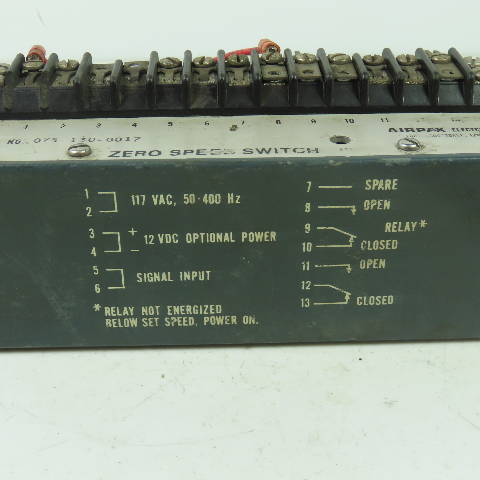 1 2 3 4 5 6 7 8 9 10 11
NO. 075 130-0017
AIRPAX
ZERO SPEED SWITCH
1
2
117 VAC, 50-400 Hz
3 +
4 –
12 VDC OPTIONAL POWER
5
6
SIGNAL INPUT
* RELAY NOT ENERGIZED
BELOW SET SPEED, POWER ON.
7 SPARE
8 OPEN
9
RELAY*
10 CLOSED
11 OPEN
12
13 CLOSED